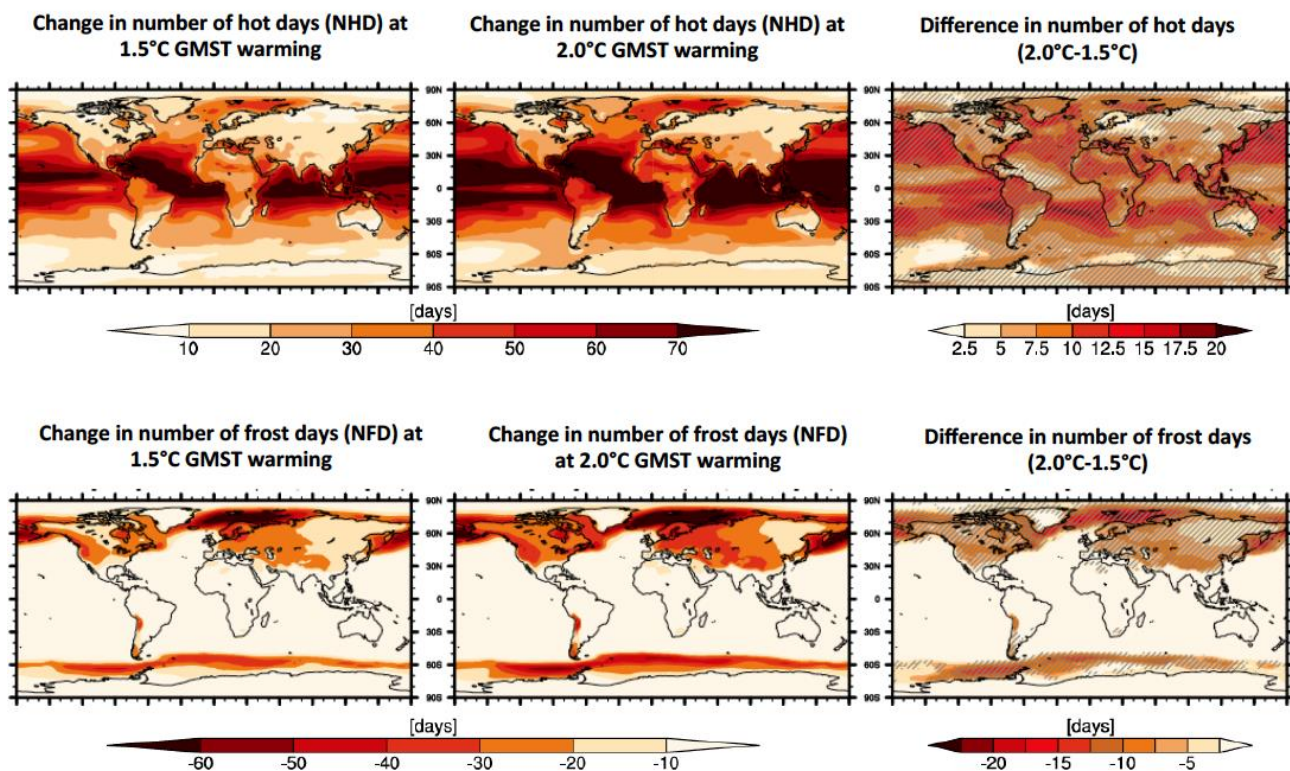 Change in number of hot days (NHD) at
1.5°C GMST warming
Change in number of hot days (NHD) at
2.0°C GMST warming
Difference in number of hot days
(2.0°C-1.5°C)
90N
60N
30N
0
30S
60S
90S
90N
60N
30N
0
30S
60S
90S
[days]
10 20 30 40 50 60 70
[days]
2.5 5 7.5 10 12.5 15 17.5 20
Change in number of frost days (NFD) at
1.5°C GMST warming
Change in number of frost days (NFD)
at 2.0°C GMST warming
Difference in number of frost days
(2.0°C-1.5°C)
90N
60N
30N
0
30S
60S
90S
90N
60N
30N
0
30S
60S
90S
[days]
-60 -50 -40 -30 -20 -10
[days]
-20 -15 -10 -5